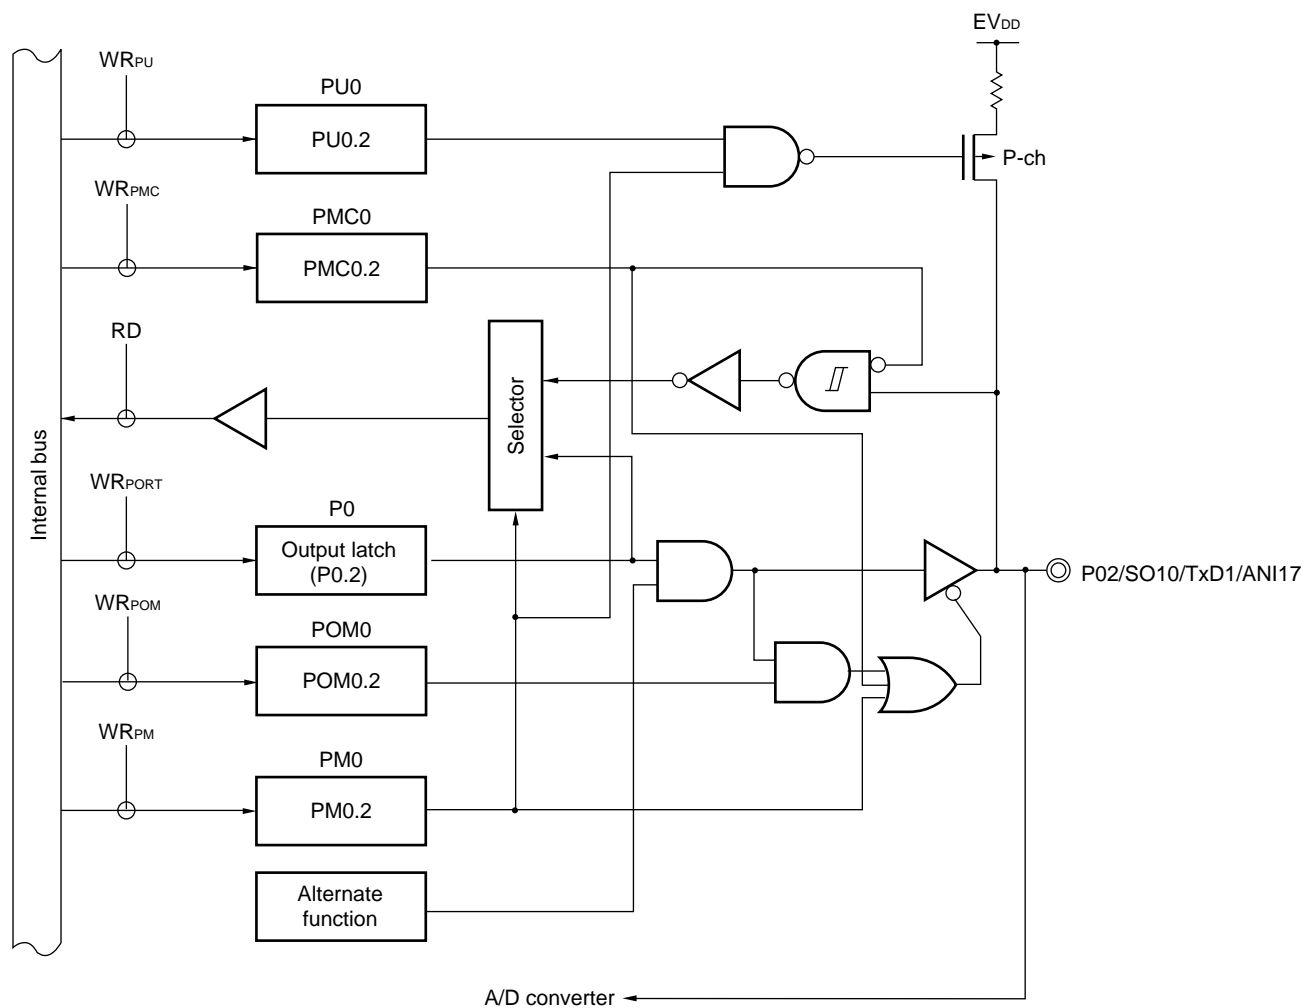 EVDD
WRPU
PU0
PU0.2
P-ch
WRPMC
PMC0
PMC0.2
RD
Selector
Internal bus
WRPORT
P0
Output latch
(P0.2)
P02/SO10/TxD1/ANI17
WRPOM
POM0
POM0.2
WRPM
PM0
PM0.2
Alternate
function
A/D converter